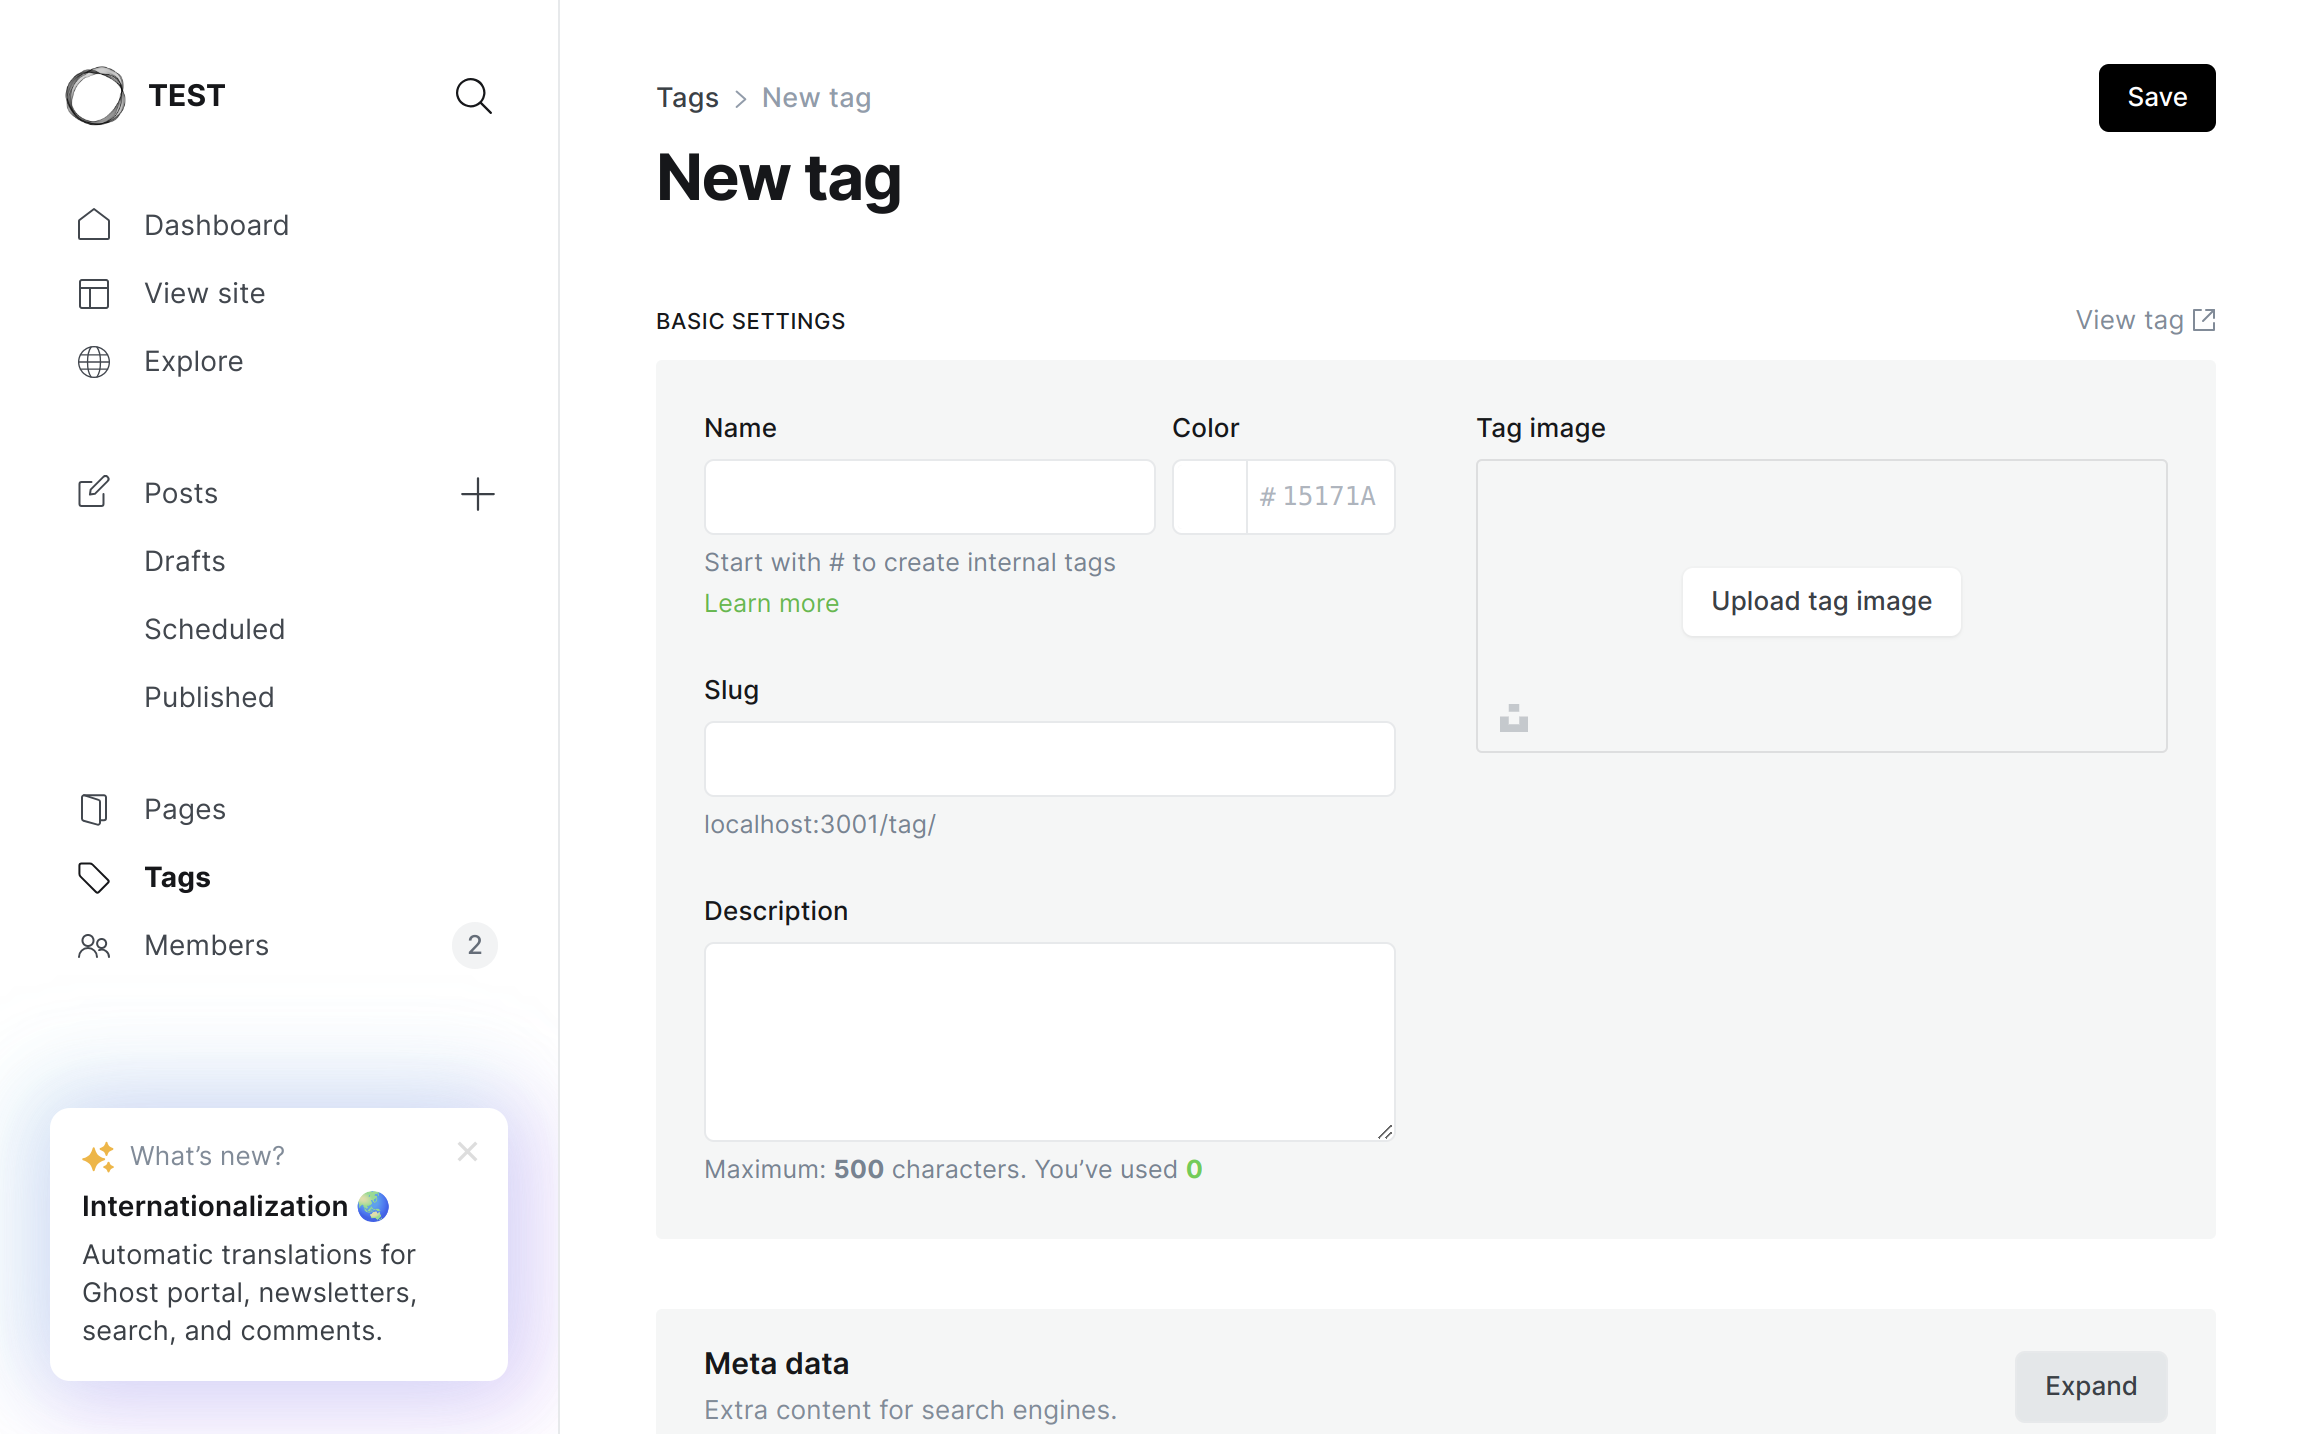 TEST
Dashboard
View site
Explore
Posts
Drafts
Scheduled
Published
Pages
Tags
Members
2
What’s new?
Internationalization
Automatic translations for
Ghost portal, newsletters,
search, and comments.
Tags > New tag
Save
New tag
BASIC SETTINGS
View tag
Name
Color
# 15171A
Start with # to create internal tags
Learn more
Slug
localhost:3001/tag/
Description
Maximum: 500 characters. You’ve used 0
Tag image
Upload tag image
Meta data
Extra content for search engines.
Expand